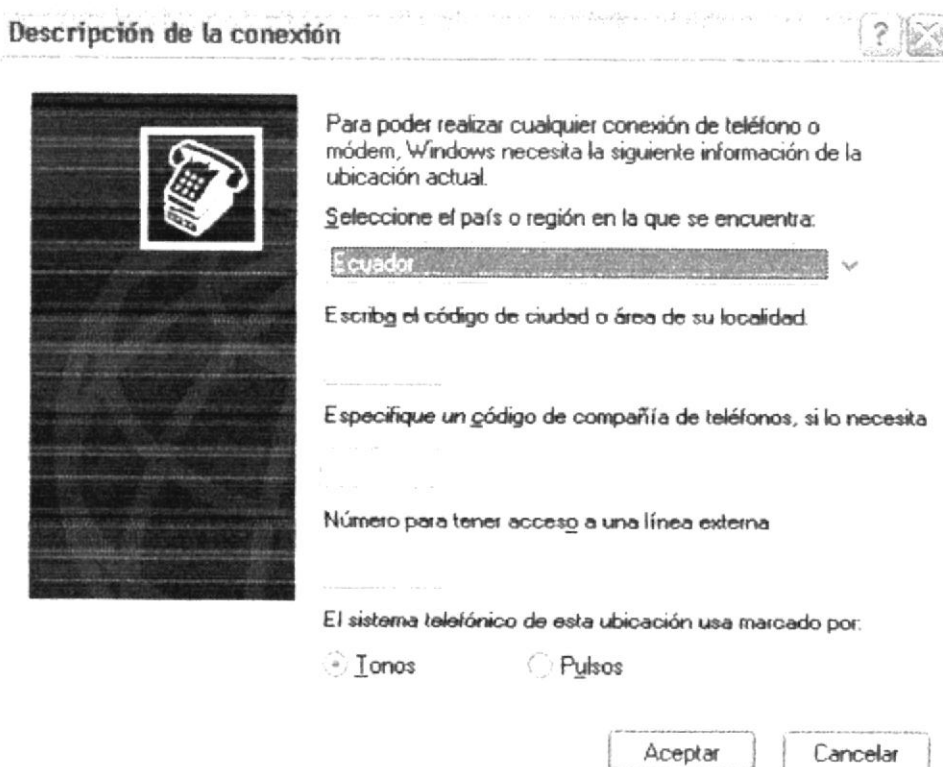 Descripción de la conexión
Para poder realizar cualquier conexión de teléfono o
módem, Windows necesita la siguiente información de la
ubicación actual.
Seleccione el país o región en la que se encuentra:
Ecuador
Escriba el código de ciudad o área de su localidad.
Especifique un código de compañía de teléfonos, si lo necesita
Número para tener acceso a una línea externa
El sistema telefónico de esta ubicación usa marcado por:
Tonos Pulsos
Aceptar Cancelar